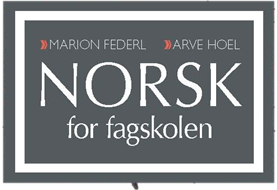 MARION FEDERL ARVE HOEL
NORSK
for fagskolen